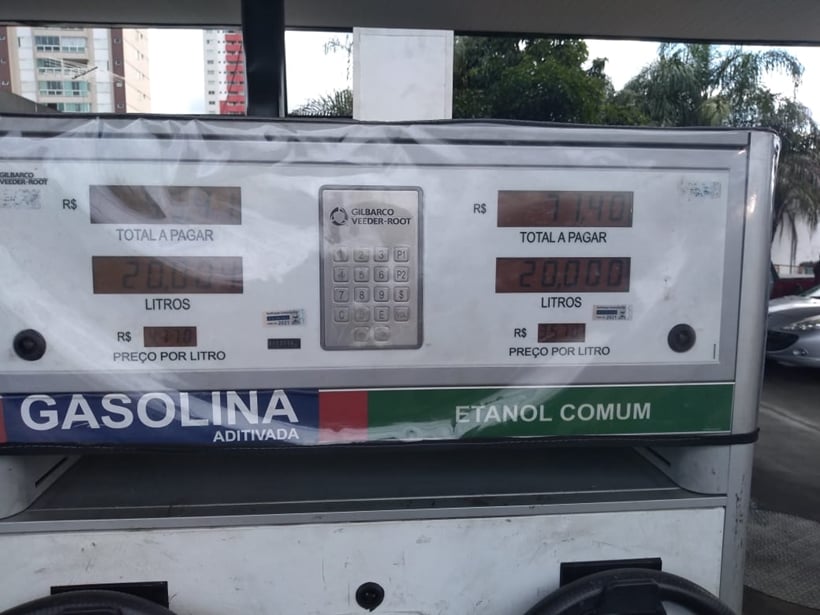 GILBARCO
VEEDER-ROOT
R$
TOTAL A PAGAR
LITROS
R$
PREÇO POR LITRO
GILBARCO
VEEDER-ROOT
1 2 3 P1
4 5 6 P2
7 8 9 $
C 0 E
R$ 71,40
TOTAL A PAGAR
20,000
LITROS
R$
PREÇO POR LITRO
2021
GASOLINA
ADITIVADA
ETANOL COMUM